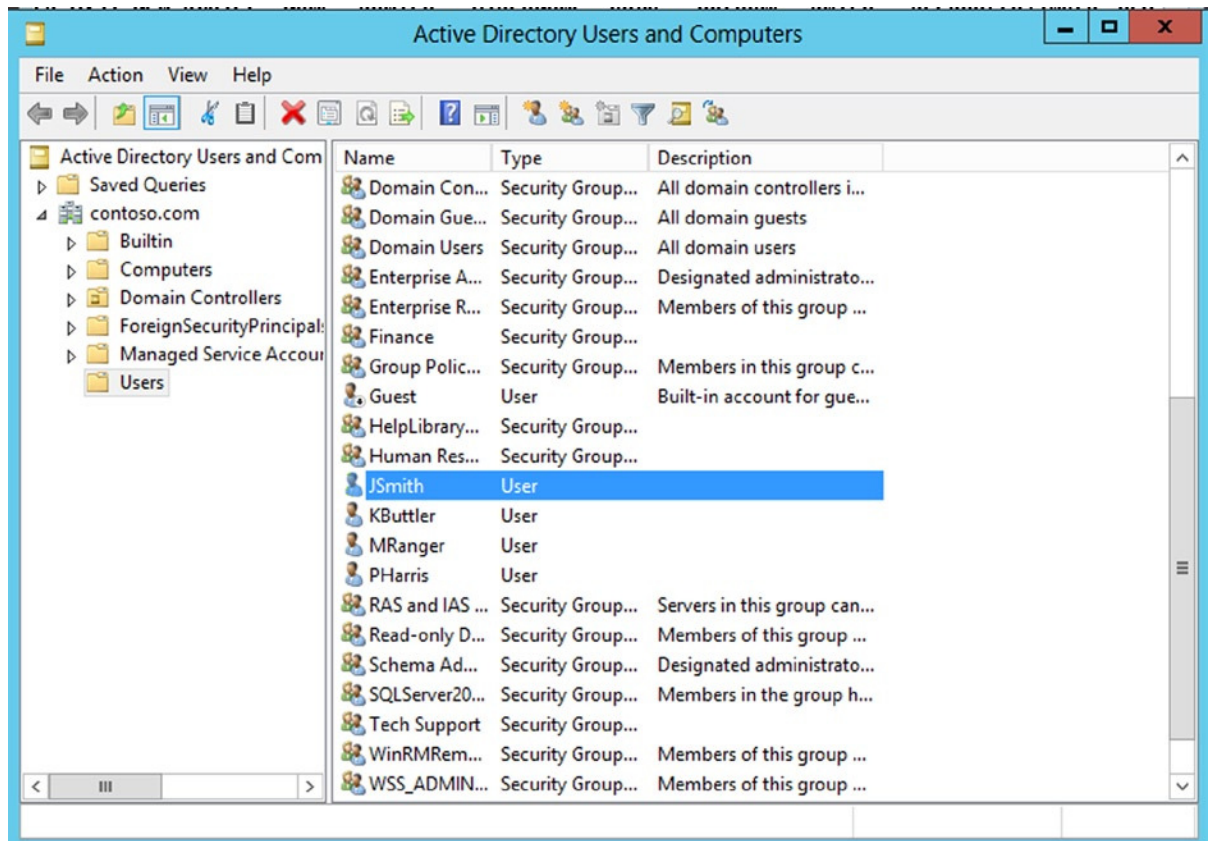 Active Directory Users and Computers
File Action View Help
Active Directory Users and Com
Saved Queries
contoso.com
Builtin
Computers
Domain Controllers
ForeignSecurityPrincipals
Managed Service Accour
Users
Name Type Description
Domain Con... Security Group... All domain controllers i...
Domain Gue... Security Group... All domain guests
Domain Users Security Group... All domain users
Enterprise A... Security Group... Designated administrato...
Enterprise R... Security Group... Members of this group ...
Finance Security Group...
Group Polic... Security Group... Members in this group c...
Guest User Built-in account for gue...
HelpLibrary... Security Group...
Human Res... Security Group...
JSmith User
KButtler User
MRanger User
PHarris User
RAS and IAS ... Security Group... Servers in this group can...
Read-only D... Security Group... Members of this group ...
Schema Ad... Security Group... Designated administrato...
SQLServer20... Security Group... Members in the group h...
Tech Support Security Group...
WinRMRem... Security Group... Members of this group ...
WSS_ADMIN... Security Group... Members of this group ...